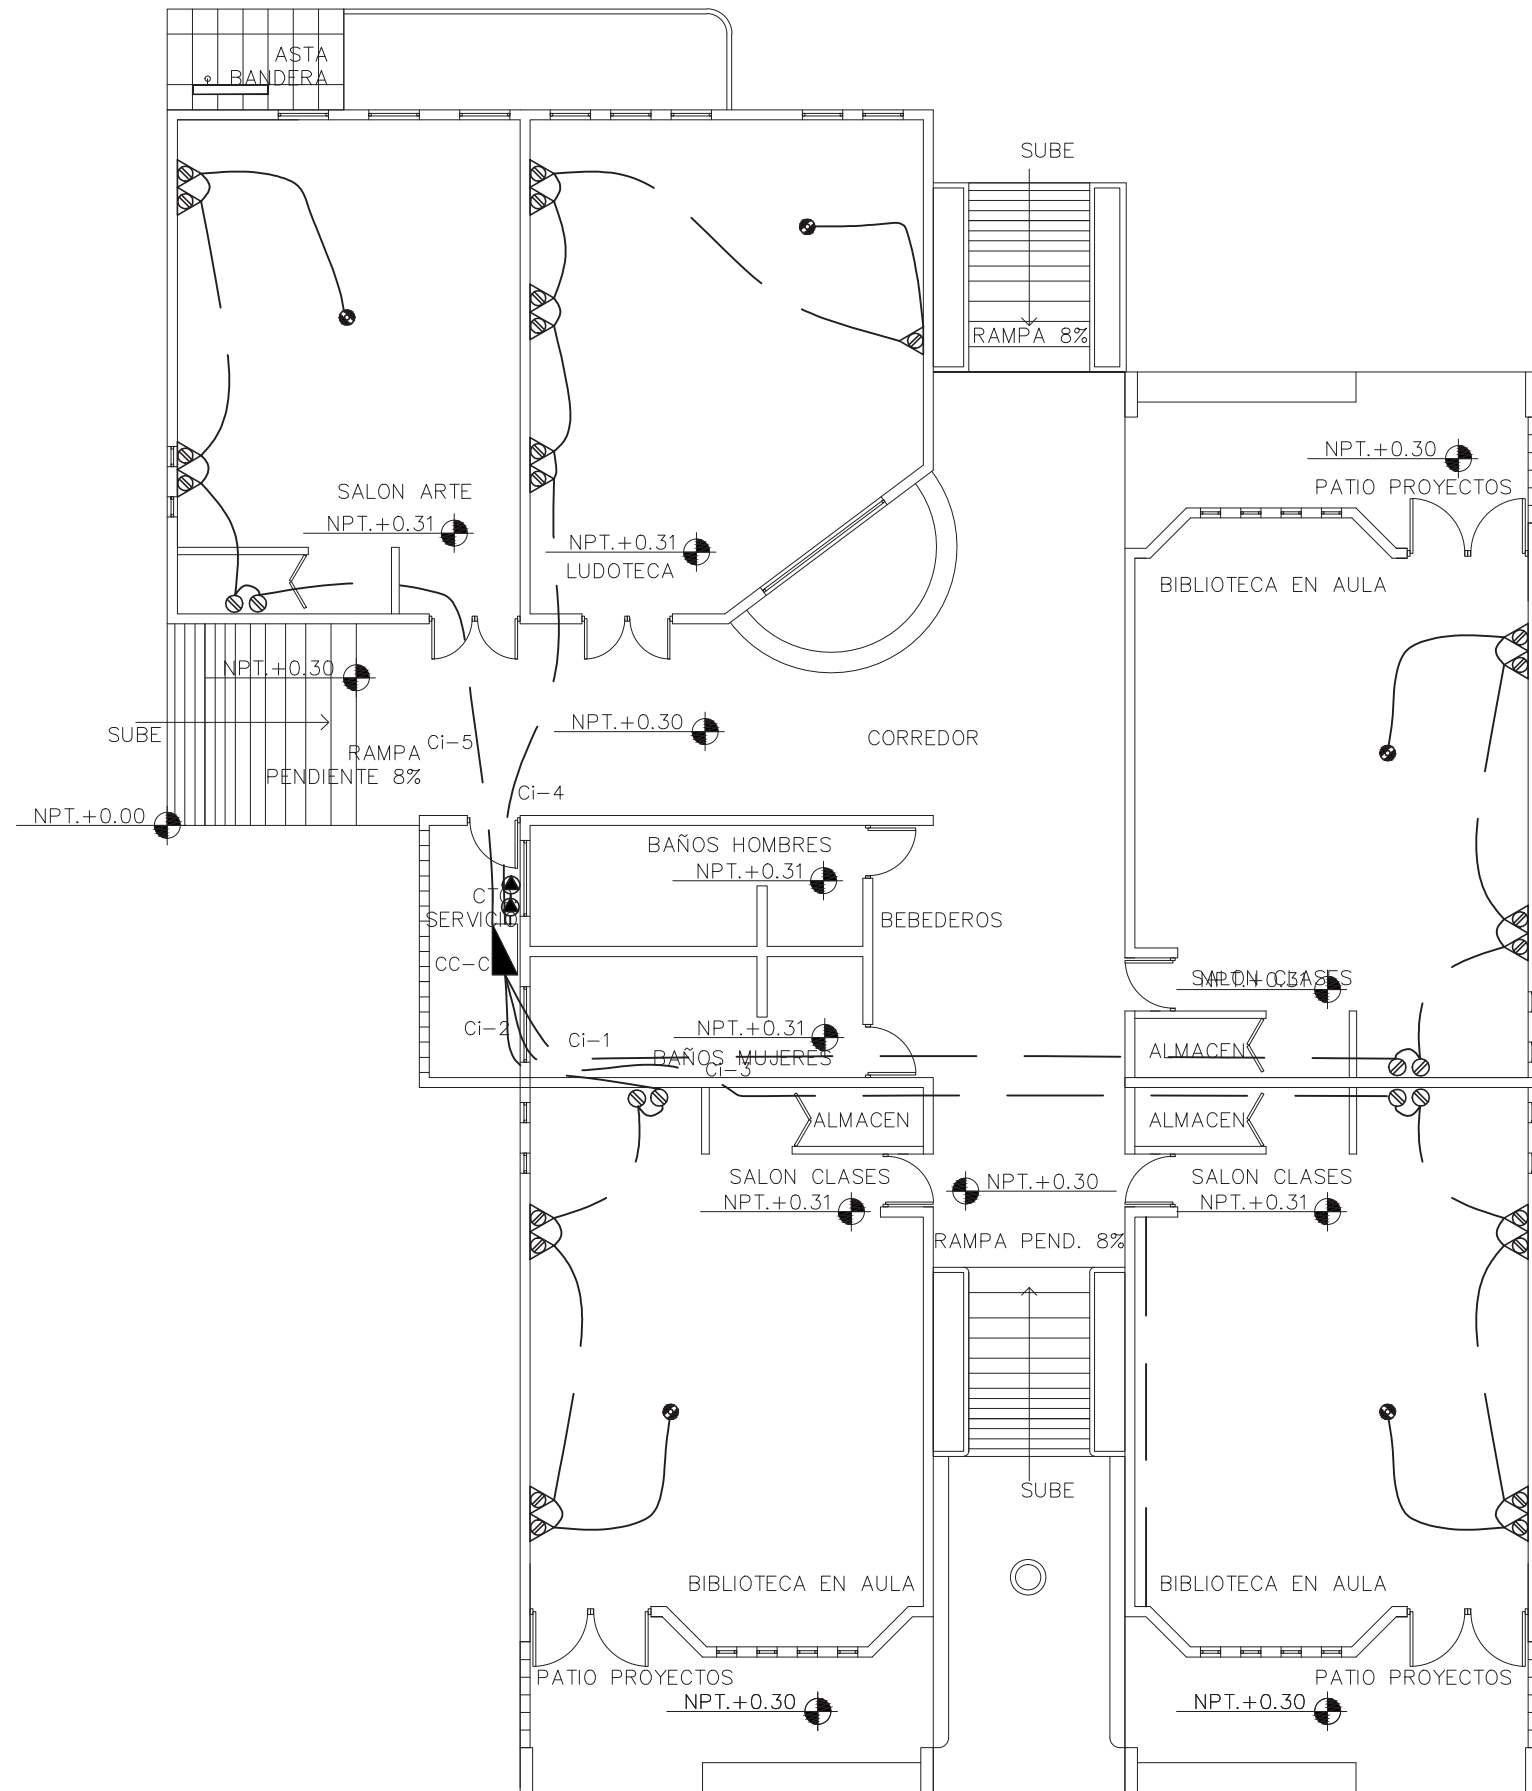 ASTA
BANDERA
SUBE
RAMPA 8%
NPT.+0.30
PATIO PROYECTOS
SALON ARTE
NPT.+0.31
NPT.+0.31
LUDOTECA
BIBLIOTECA EN AULA
NPT.+0.30
SUBE
RAMPA
PENDIENTE 8%
Ci-5
NPT.+0.30
CORREDOR
Ci-4
NPT.+0.00
BAÑOS HOMBRES
NPT.+0.31
SERVICIO
BEBEDEROS
CC-C
SALON CLASES
NPT.+0.31
Ci-2
Ci-1
NPT.+0.31
BAÑOS MUJERES
Ci-3
ALMACEN
ALMACEN
ALMACEN
SALON CLASES
NPT.+0.31
NPT.+0.30
SALON CLASES
NPT.+0.31
RAMPA PEND. 8%
SUBE
BIBLIOTECA EN AULA
BIBLIOTECA EN AULA
PATIO PROYECTOS
NPT.+0.30
PATIO PROYECTOS
NPT.+0.30